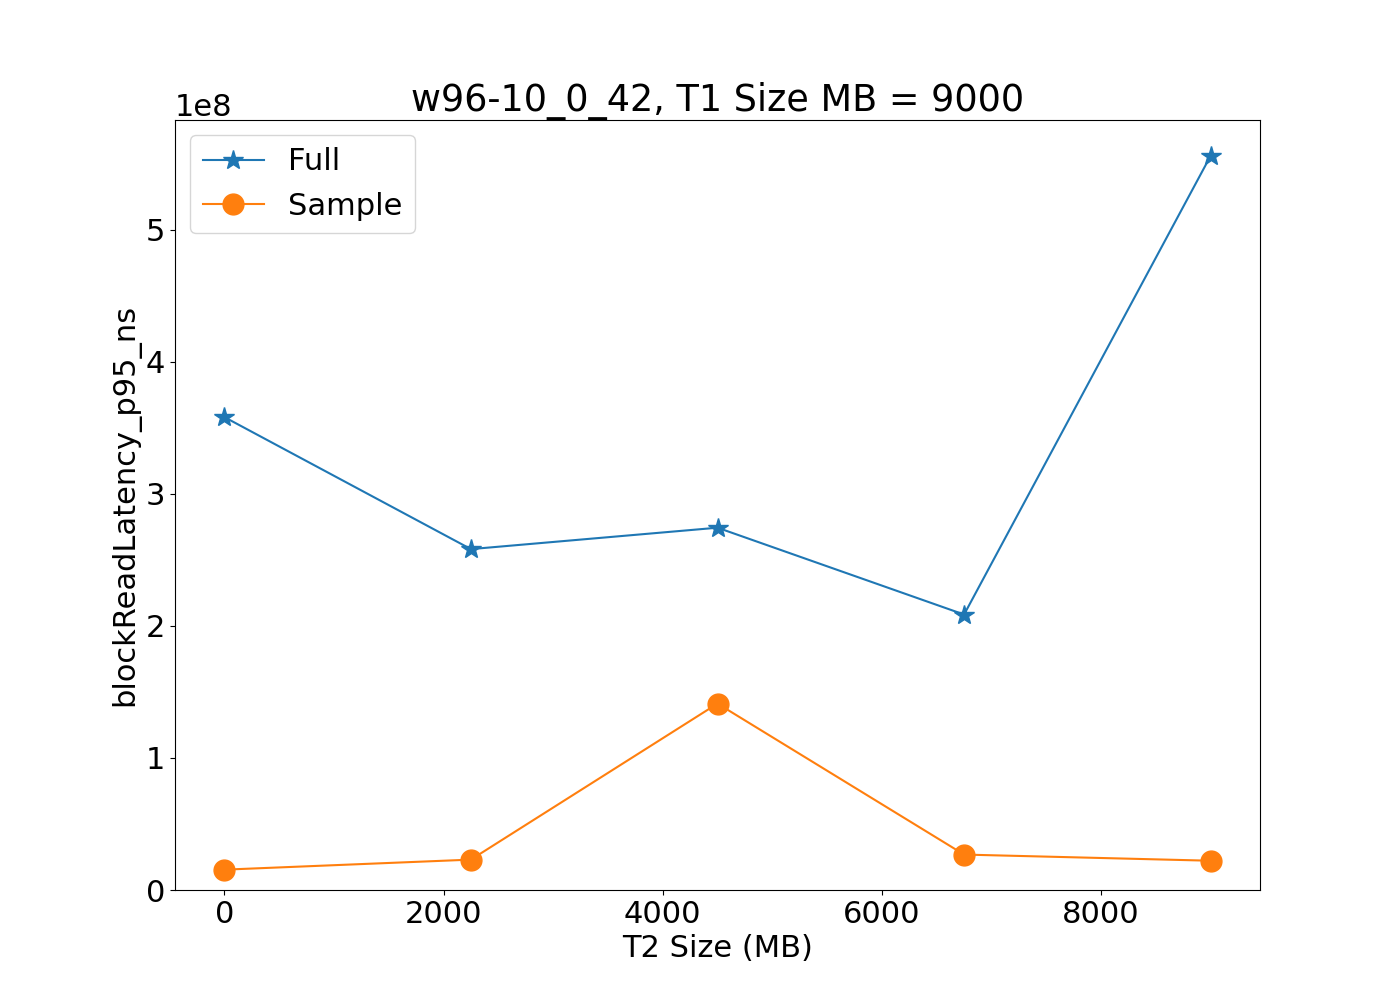 w96-10_0_42, T1 Size MB = 9000
1e8
Full
Sample
5
4
3
2
1
0
blockReadLatency_p95_ns
0 2000 4000 6000 8000
T2 Size (MB)